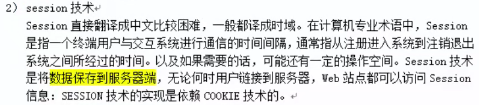 2） session 技术
Session 直接翻译成中文比较困难，一般都译成时域。在计算机专业术语中，Session
是指一个终端用户与交互系统进行通信的时间间隔，通常指从注册进入系统到注销退出
系统之间所经过的时间。以及如果需要的话，可能还有一定的操作空间。Session 技术
是将数据保存到服务器端，无论何时用户链接到服务器，Web 站点都可以访问 Session
信息：SESSION 技术的实现是依赖 COOKIE 技术的。